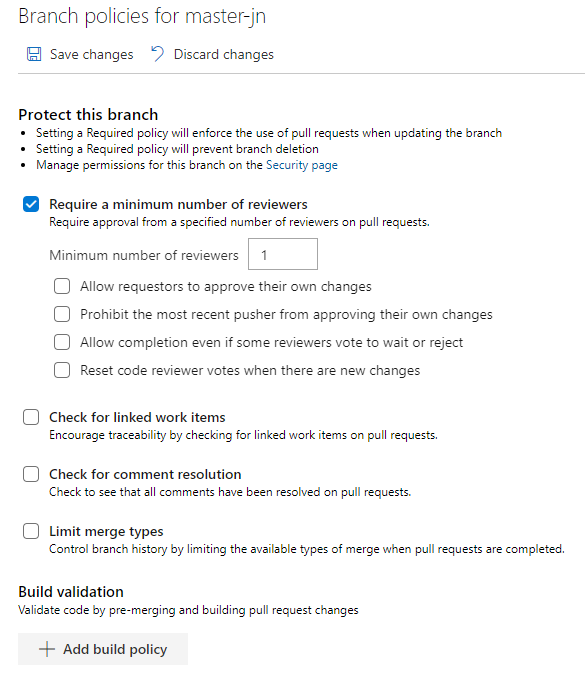 Branch policies for master-jn
Save changes Discard changes
Protect this branch
• Setting a Required policy will enforce the use of pull requests when updating the branch
• Setting a Required policy will prevent branch deletion
• Manage permissions for this branch on the Security page
Require a minimum number of reviewers
Require approval from a specified number of reviewers on pull requests.
Minimum number of reviewers 1
Allow requestors to approve their own changes
Prohibit the most recent pusher from approving their own changes
Allow completion even if some reviewers vote to wait or reject
Reset code reviewer votes when there are new changes
Check for linked work items
Encourage traceability by checking for linked work items on pull requests.
Check for comment resolution
Check to see that all comments have been resolved on pull requests.
Limit merge types
Control branch history by limiting the available types of merge when pull requests are completed.
Build validation
Validate code by pre-merging and building pull request changes
+ Add build policy